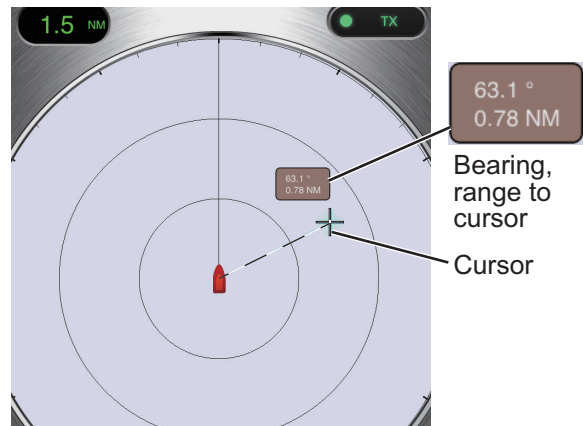 1.5 NM
TX
63.1 °
0.78 NM
63.1 °
0.78 NM
Bearing,
range to
cursor
Cursor